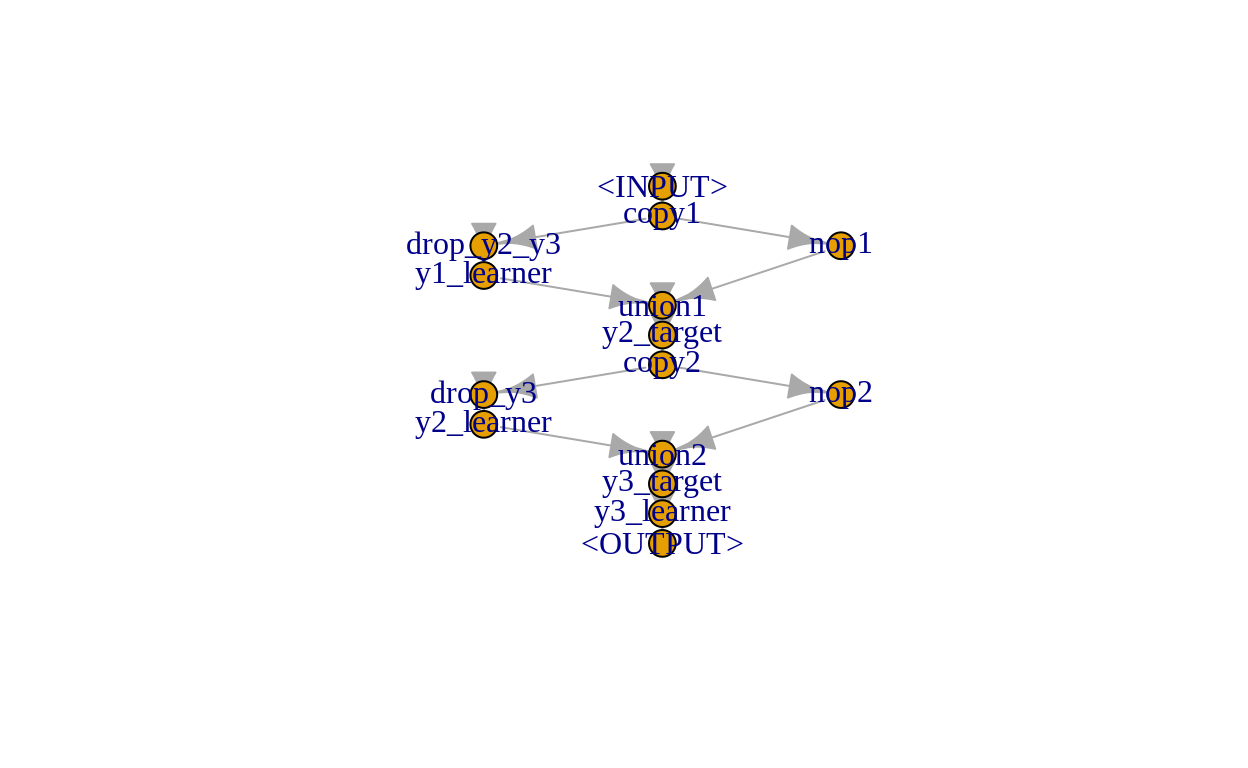 <INPUT>
copy1
drop_y2_y3
nop1
y1_learner
union1
y2_target
copy2
drop_y3
nop2
y2_learner
union2
y3_target
y3_learner
<OUTPUT>